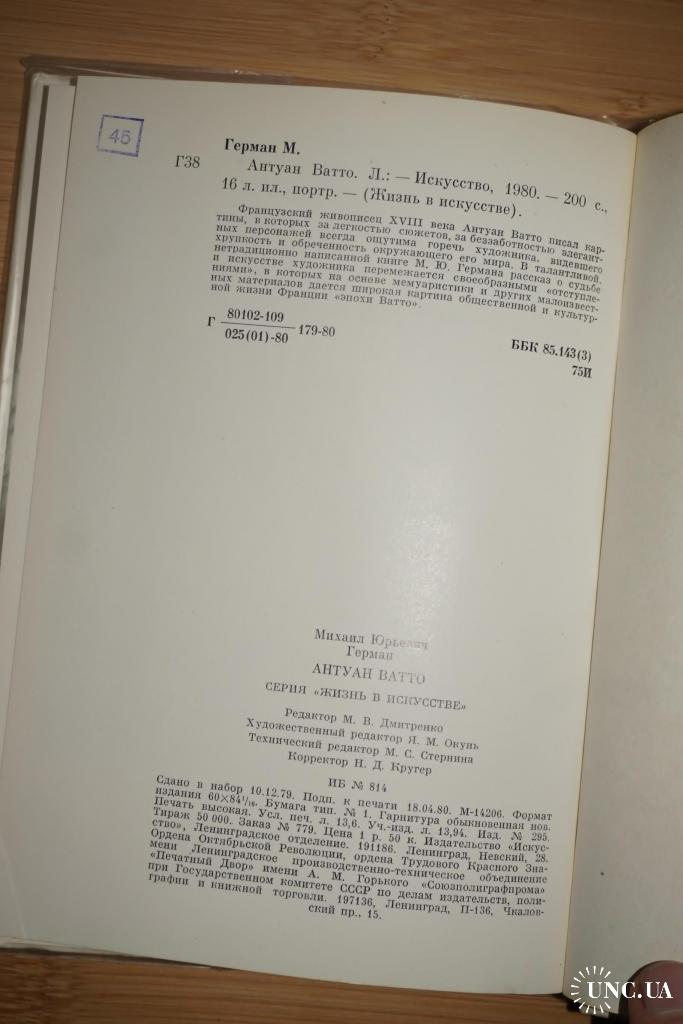 45
Герман М.
Г38
Антуан Ватто. Л.: — Искусство, 1980. — 200 с.,
16 л. ил., портр. — (Жизнь в искусстве).
Французский живописец XVIII века Антуан Ватто писал кар-
тины, в которых за легкостью сюжетов, за беззаботностью элегант-
ных персонажей всегда ощутима горечь художника, видевшего
хрупкость и обреченность окружающего его мира. В талантливой,
нетрадиционно написанной книге М. Ю. Германа рассказ о судьбе
и искусстве художника перемежается своеобразными «отступле-
ниями», в которых на основе мемуаристики и других малоизвест-
ных материалов дается широкая картина общественной и культур-
ной жизни Франции «эпохи Ватто».
Г 80102-109
025(01)-80 179-80
ББК 85.143(3)
75И
Михаил Юрьевич
Герман
АНТУАН ВАТТО
СЕРИЯ «ЖИЗНЬ В ИСКУССТВЕ»
Редактор М. В. Дмитренко
Художественный редактор Я. М. Окунь
Технический редактор М. С. Стернина
Корректор Н. Д. Кругер
ИБ № 814
Сдано в набор 10.12.79. Подп. к печати 18.04.80. М-14206. Формат
издания 60×84 1/16. Бумага тип. № 1. Гарнитура обыкновенная нов.
Печать высокая. Усл. печ. л. 13,6. Уч.-изд. л. 13,94. Изд. № 295.
Тираж 50 000. Заказ № 779. Цена 1 р. 50 к. Издательство «Искус-
ство», Ленинградское отделение. 191186, Ленинград, Невский, 28.
Ордена Октябрьской Революции, ордена Трудового Красного Зна-
мени Ленинградское производственно-техническое объединение
«Печатный Двор» имени А. М. Горького «Союзполиграфпрома»
при Государственном комитете СССР по делам издательств, поли-
графии и книжной торговли. 197136, Ленинград, П-136, Чкалов-
ский пр., 15.
UNC.UA